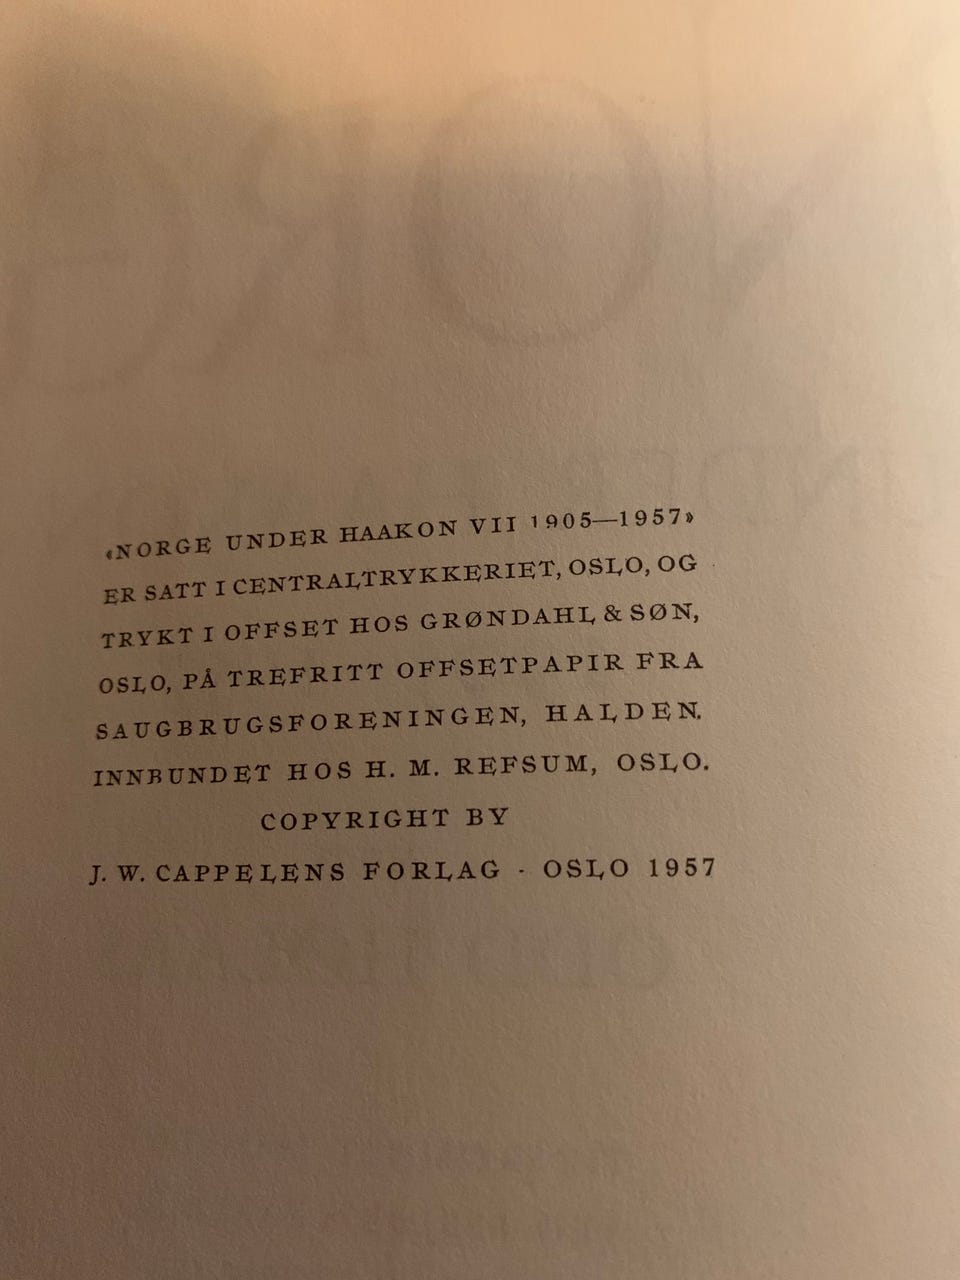 «NORGE UNDER HAAKON VII 1905—1957»
ER SATT I CENTRALTRYKKERIET, OSLO, OG
TRYKT I OFFSET HOS GRØNDAHL & SØN,
OSLO, PÅ TREFRITT OFFSETPAPIR FRA
SAUGBRUGSFORENINGEN, HALDEN.
INNBUNDET HOS H. M. REFSUM, OSLO.
COPYRIGHT BY
J. W. CAPPELENS FORLAG · OSLO 1957